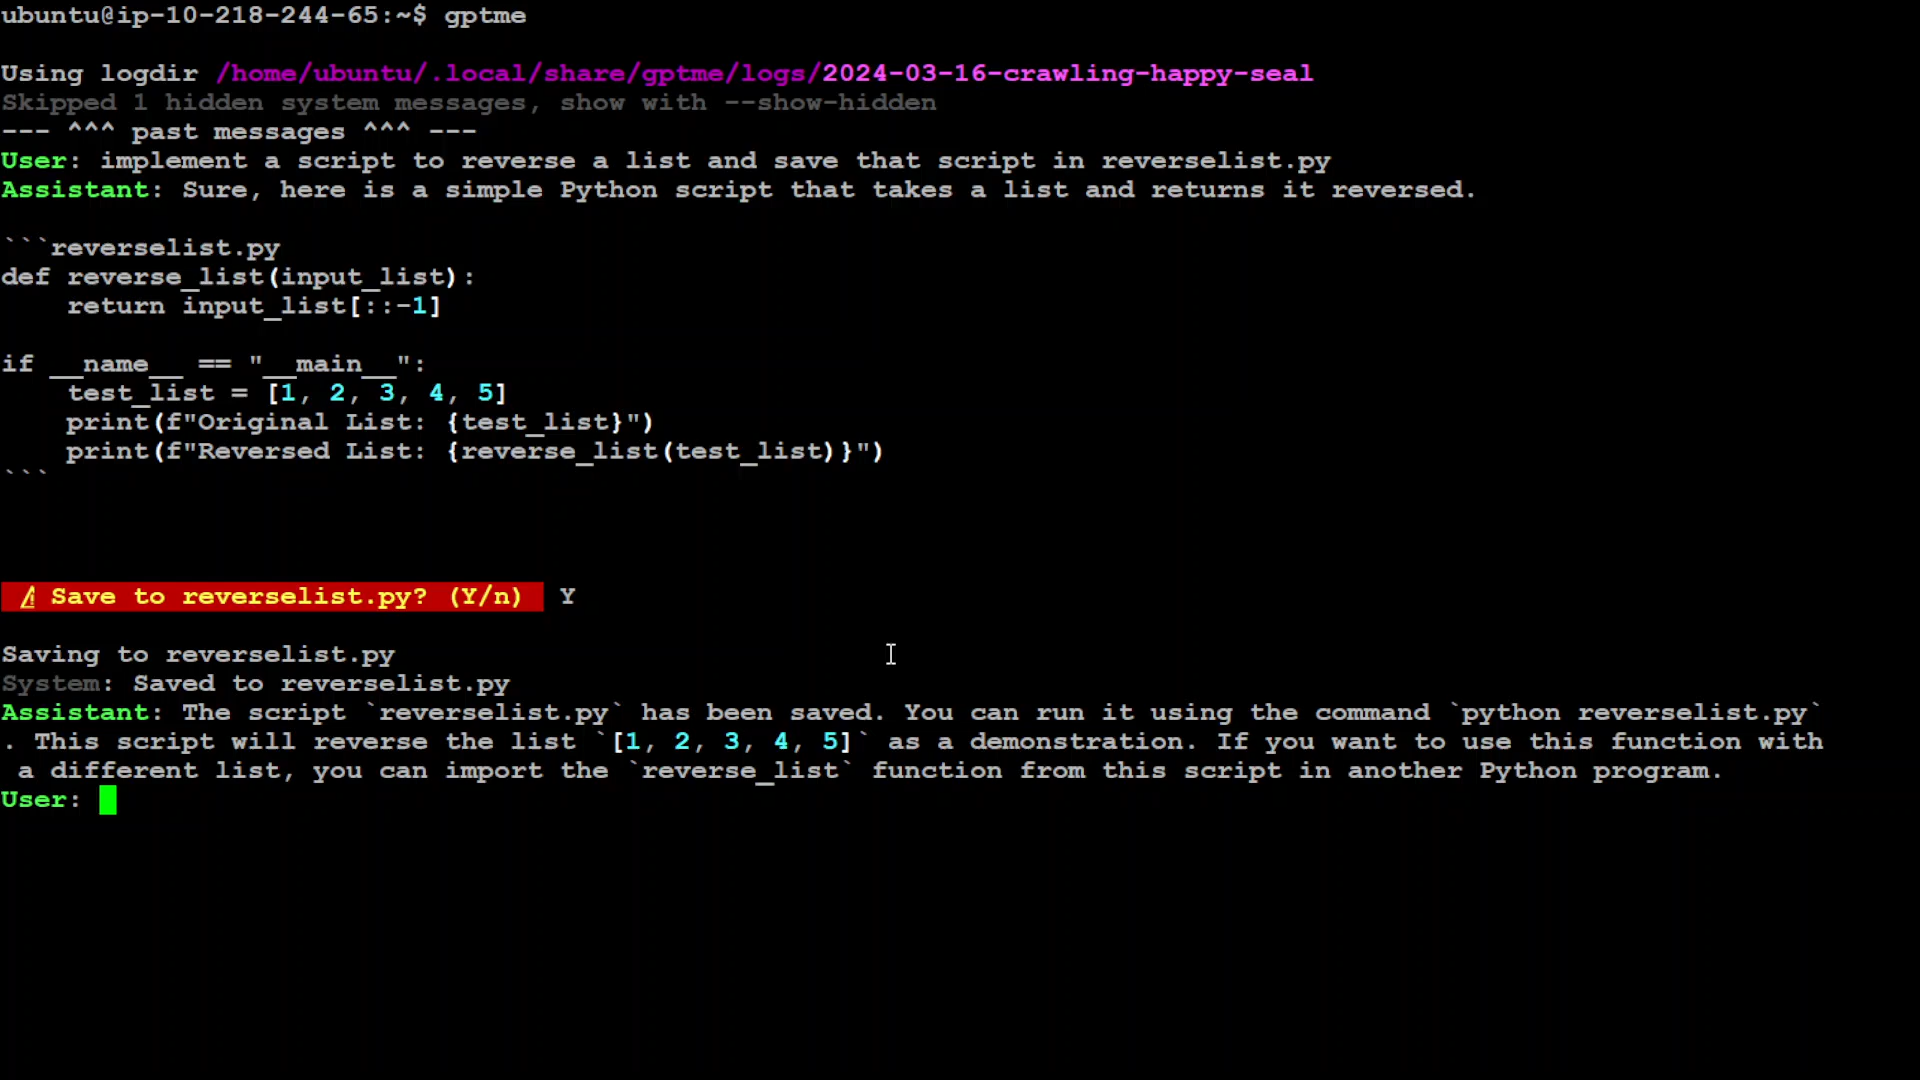 ubuntu@ip-10-218-244-65:~$ gptme
Using logdir /home/ubuntu/.local/share/gptme/logs/2024-03-16-crawling-happy-seal
Skipped 1 hidden system messages, show with --show-hidden
--- ^^^ past messages ^^^ ---
User: implement a script to reverse a list and save that script in reverselist.py
Assistant: Sure, here is a simple Python script that takes a list and returns it reversed.
```reverselist.py
def reverse_list(input_list):
    return input_list[::-1]
if __name__ == "__main__":
    test_list = [1, 2, 3, 4, 5]
    print(f"Original List: {test_list}")
    print(f"Reversed List: {reverse_list(test_list)}")
```
⚠ Save to reverselist.py? (Y/n)  Y
Saving to reverselist.py
System: Saved to reverselist.py
Assistant: The script `reverselist.py` has been saved. You can run it using the command `python reverselist.py`
. This script will reverse the list `[1, 2, 3, 4, 5]` as a demonstration. If you want to use this function with
 a different list, you can import the `reverse_list` function from this script in another Python program.
User: